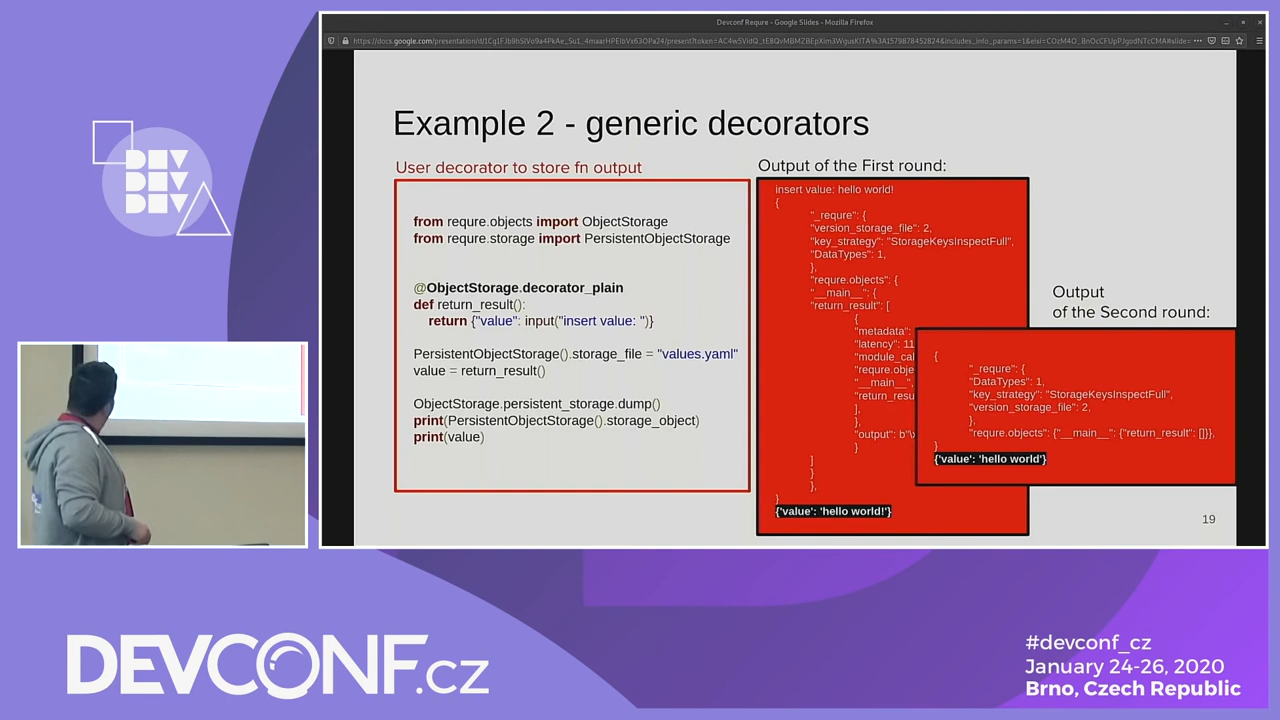 Devconf Requre - Google Slides - Mozilla Firefox
DEV
DEV
DEV
Example 2 - generic decorators
User decorator to store fn output
from requre.objects import ObjectStorage
from requre.storage import PersistentObjectStorage
@ObjectStorage.decorator_plain
def return_result():
return {"value": input("insert value: ")}
PersistentObjectStorage().storage_file = "values.yaml"
value = return_result()
ObjectStorage.persistent_storage.dump()
print(PersistentObjectStorage().storage_object)
print(value)
Output of the First round:
insert value: hello world!
{
"_requre": {
"version_storage_file": 2,
"key_strategy": "StorageKeysInspectFull",
"DataTypes": 1,
},
"requre.objects": {
"__main__": {
"return_result": [
{
"metadata":
"latency": 11
"module_cal
"requre.obje
"__main__",
"return_resu
],
},
"output": b"\x
}
]
}
},
}
{'value': 'hello world!'}
Output
of the Second round:
{
"_requre": {
"DataTypes": 1,
"key_strategy": "StorageKeysInspectFull",
"version_storage_file": 2,
},
"requre.objects": {"__main__": {"return_result": []}},
}
{'value': 'hello world'}
19
DEVCONF.cz
#devconf_cz
January 24-26, 2020
Brno, Czech Republic